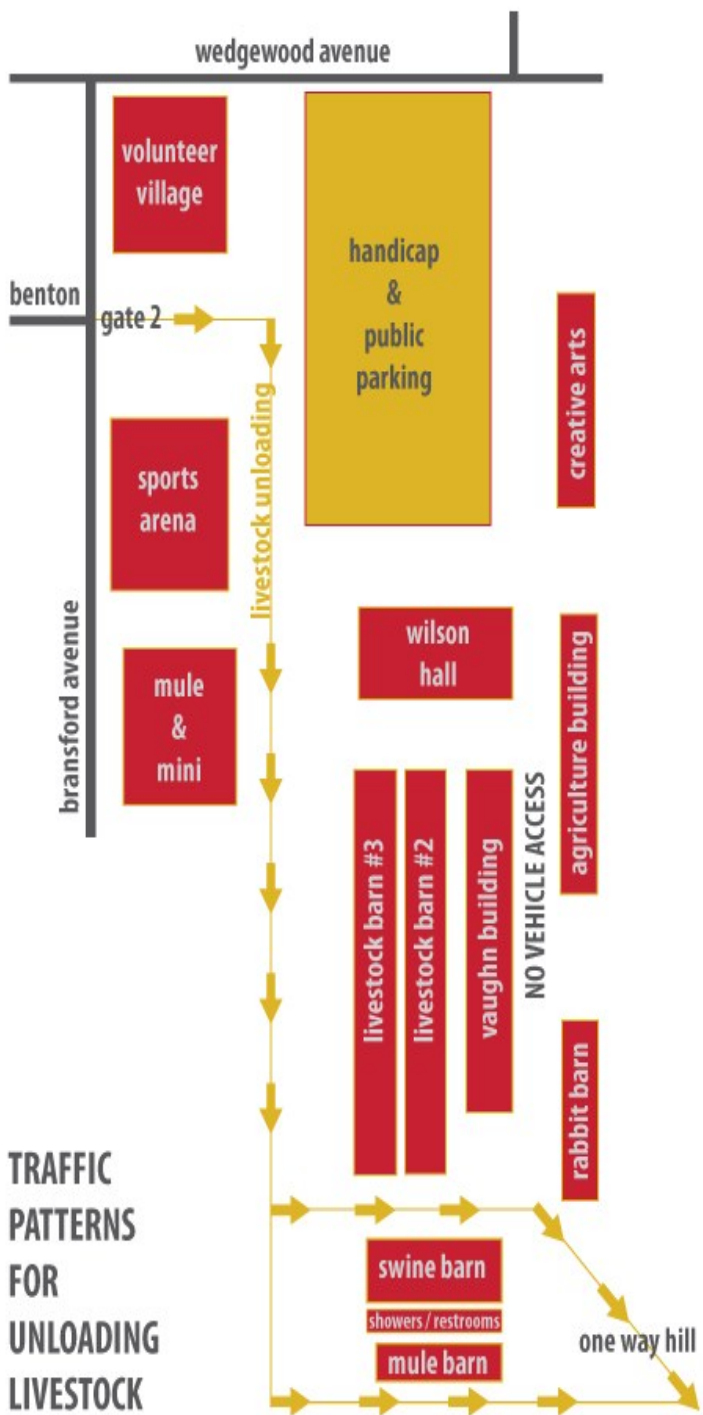 wedgewood avenue
volunteer
village
handicap
&
public
parking
benton
gate 2
creative arts
livestock unloading
sports
arena
bransford avenue
wilson
hall
agriculture building
mule
&
mini
livestock barn #3
livestock barn #2
vaughn building
NO VEHICLE ACCESS
rabbit barn
TRAFFIC
PATTERNS
FOR
UNLOADING
LIVESTOCK
swine barn
showers / restrooms
mule barn
one way hill